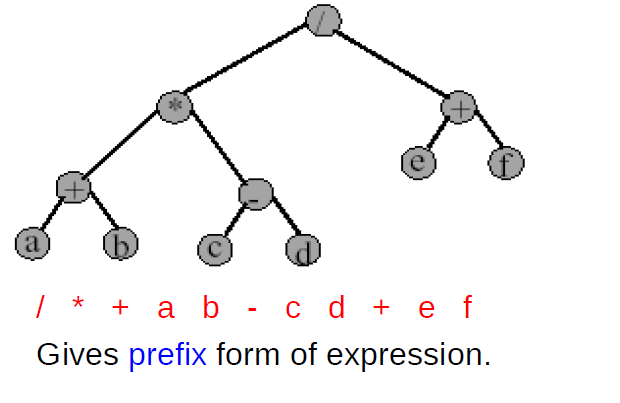 /
* +
+ - e f
a b c d
/ * + a b - c d + e f
Gives prefix form of expression.